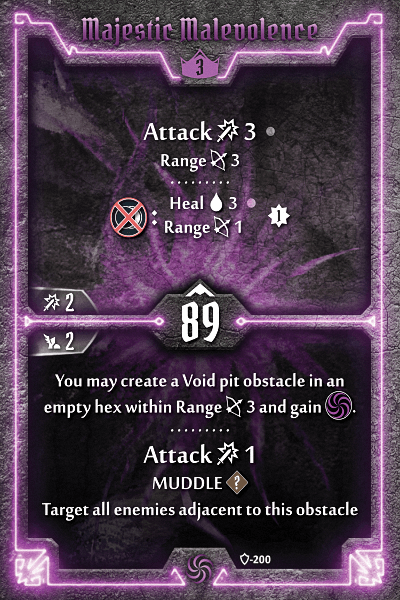 Majestic Malevolence
3
Attack 3
Range 3
Heal 3
Range 1
1
2
89
2
You may create a Void pit obstacle in an
empty hex within Range 3 and gain .
Attack 1
MUDDLE ?
Target all enemies adjacent to this obstacle
-200